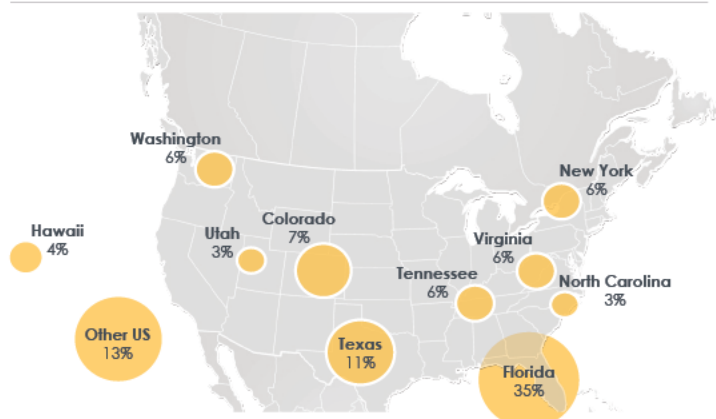 Washington
6%
New York
6%
Hawaii
4%
Utah
3%
Colorado
7%
Virginia
6%
Tennessee
6%
North Carolina
3%
Other US
13%
Texas
11%
Florida
35%